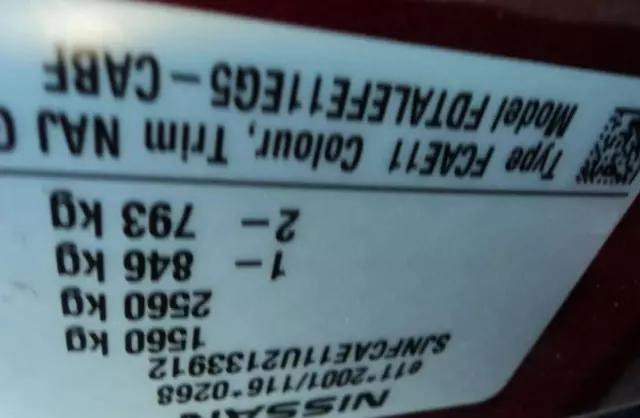 NISSAN
e11*2001/116*0268
SJNFCAE11U2133912
1560 kg
2560 kg
1– 846 kg
2– 793 kg
Type FCAE11 Colour, Trim NAJ
Model FDTALEFE11EG5–CABF